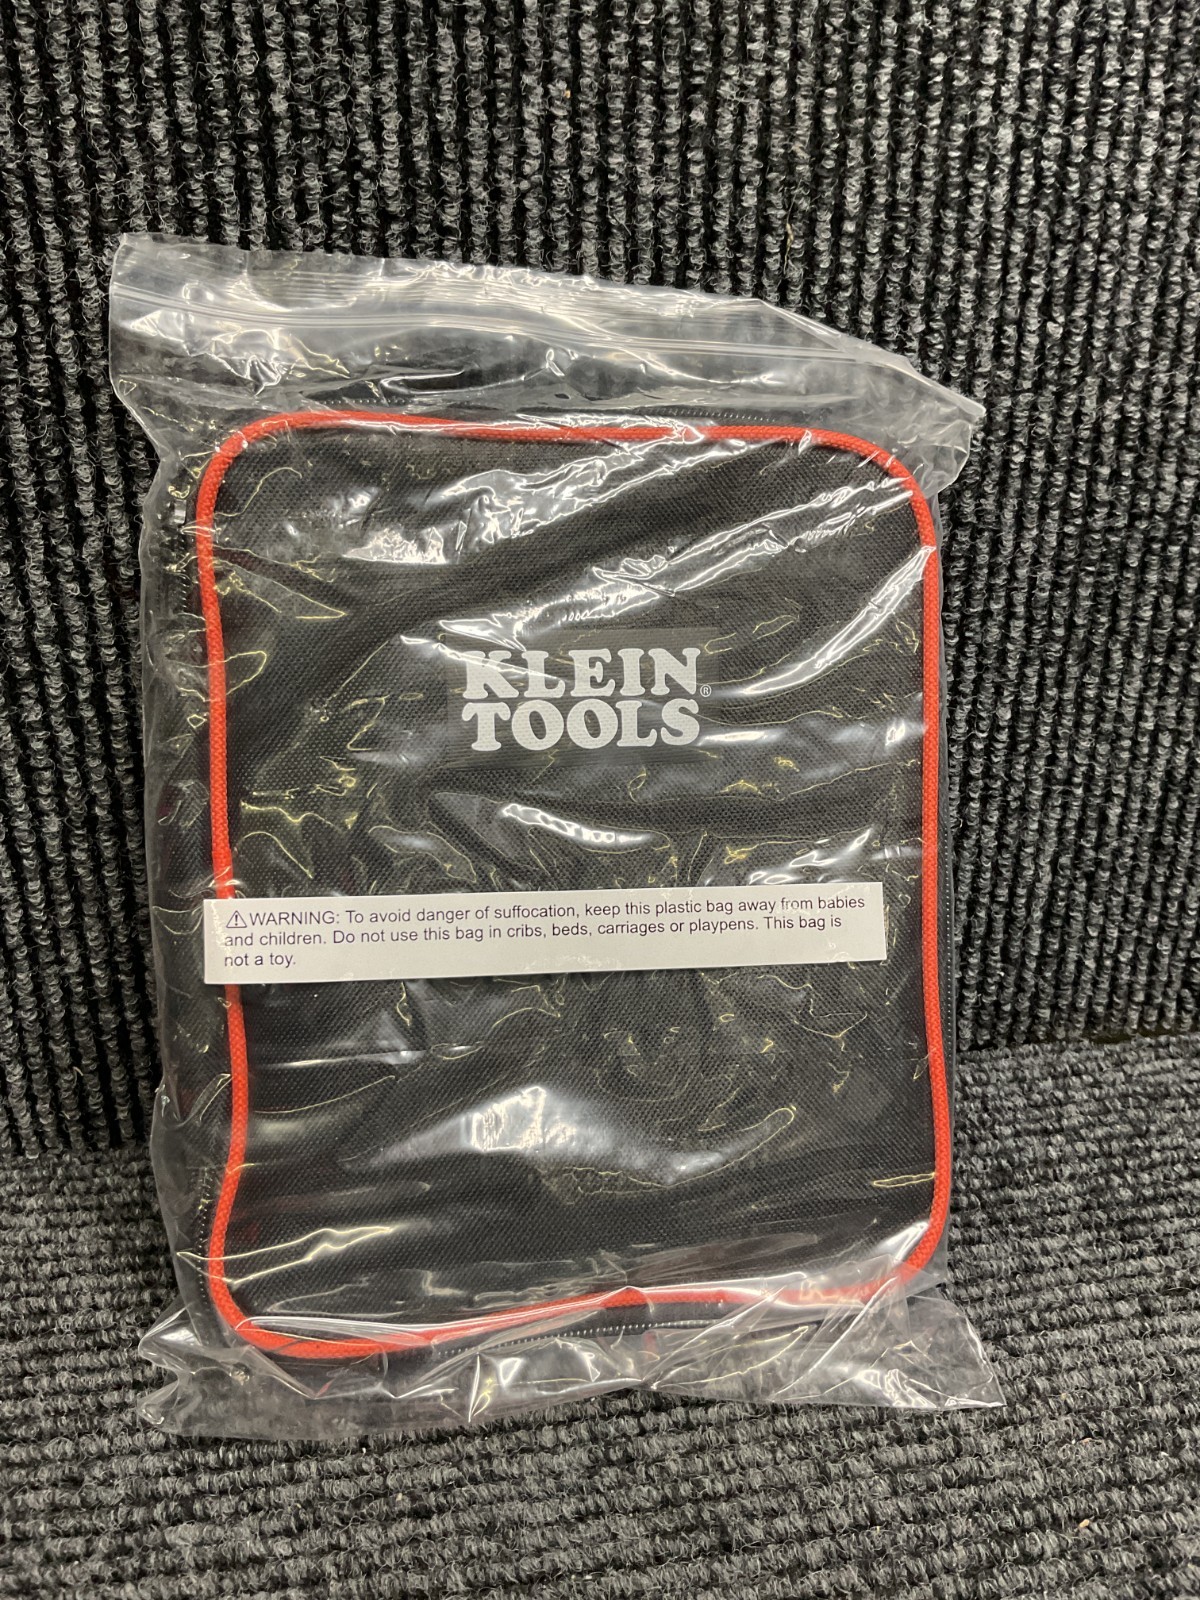 KLEIN
TOOLS®
⚠WARNING: To avoid danger of suffocation, keep this plastic bag away from babies
and children. Do not use this bag in cribs, beds, carriages or playpens. This bag is
not a toy.